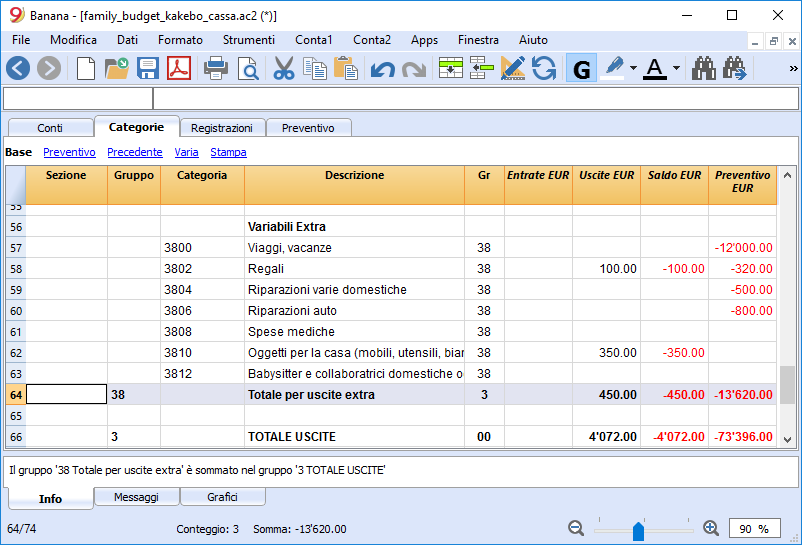 Banana - [family_budget_kakebo_cassa.ac2 (*)]
File Modifica Dati Formato Strumenti Conta1 Conta2 Apps Finestra Aiuto
G A »
Conti Categorie Registrazioni Preventivo
Base Preventivo Precedente Varia Stampa
Sezione Gruppo Categoria Descrizione Gr Entrate EUR Uscite EUR Saldo EUR Preventivo EUR
55
56 Variabili Extra
57 3800 Viaggi, vacanze 38 -12'000.00
58 3802 Regali 38 100.00 -100.00 -320.00
59 3804 Riparazioni varie domestiche 38 -500.00
60 3806 Riparazioni auto 38 -800.00
61 3808 Spese mediche 38
62 3810 Oggetti per la casa (mobili, utensili, bian 38 350.00 -350.00
63 3812 Babysitter e collaboratrici domestiche o 38
64 38 Totale per uscite extra 3 450.00 -450.00 -13'620.00
65
66 3 TOTALE USCITE 00 4'072.00 -4'072.00 -73'396.00
Il gruppo '38 Totale per uscite extra' è sommato nel gruppo '3 TOTALE USCITE'
Info Messaggi Grafici
64/74 Conteggio: 3 Somma: -13'620.00 90 %